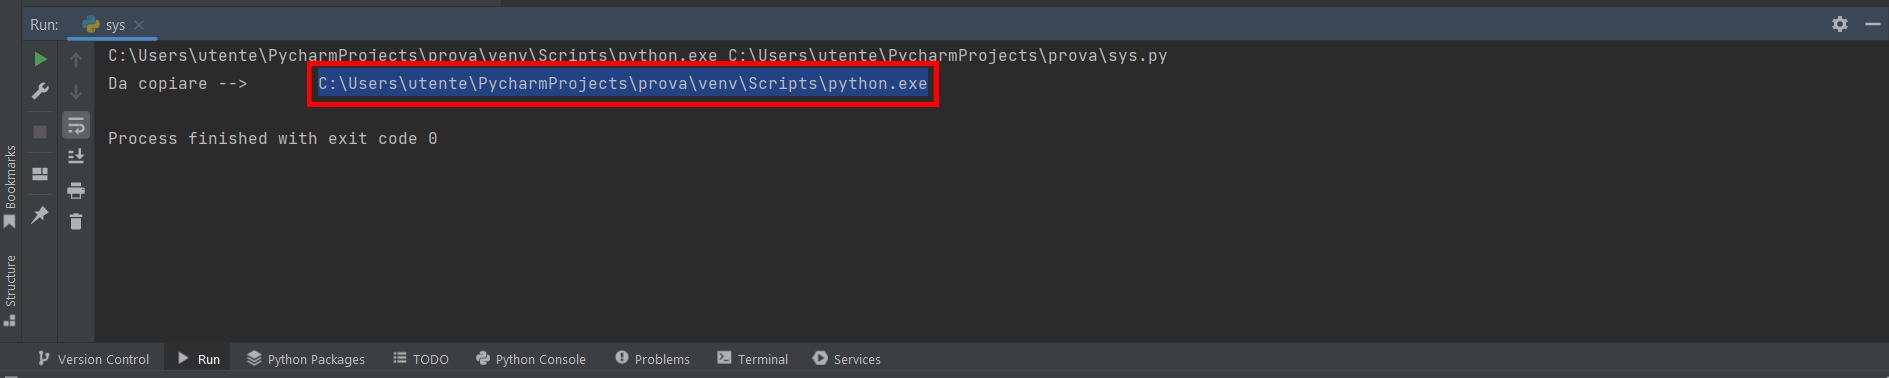 Run: sys
C:\Users\utente\PycharmProjects\prova\venv\Scripts\python.exe C:\Users\utente\PycharmProjects\prova\sys.py
Da copiare --> C:\Users\utente\PycharmProjects\prova\venv\Scripts\python.exe
Process finished with exit code 0
Bookmarks
Structure
Version Control Run Python Packages TODO Python Console Problems Terminal Services